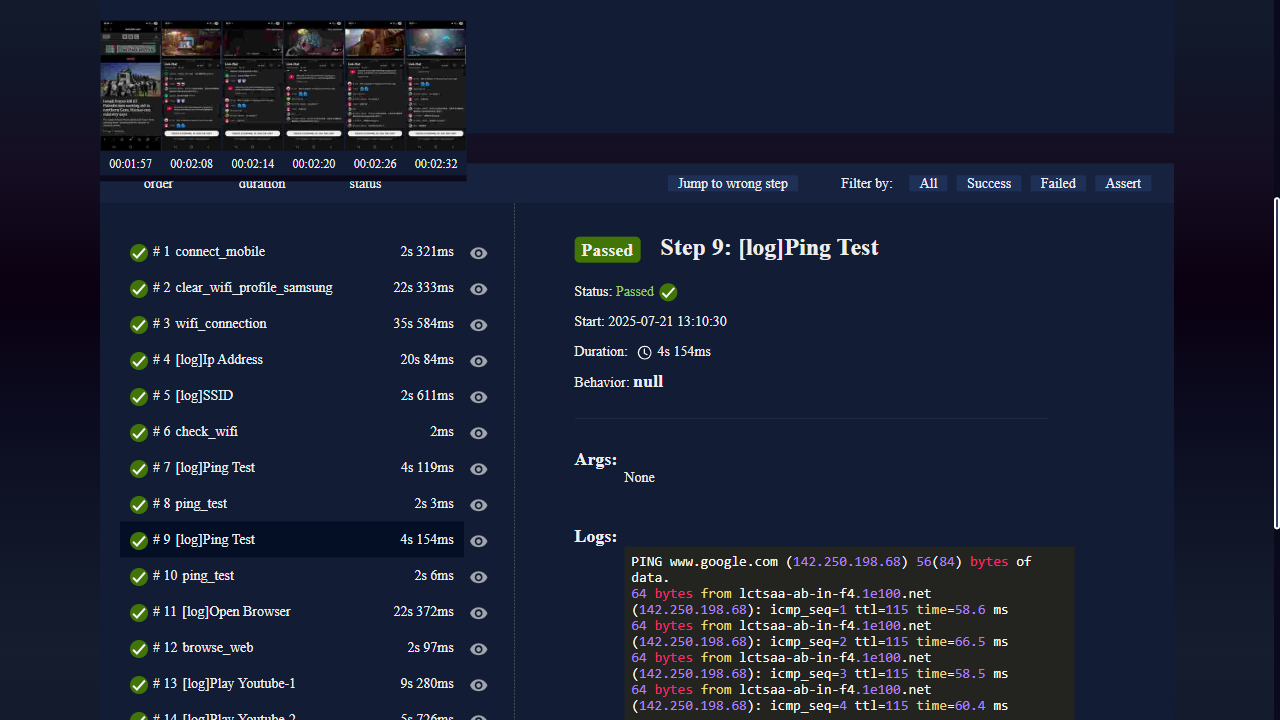 00:01:57 00:02:08 00:02:14 00:02:20 00:02:26 00:02:32
order duration status
Jump to wrong step Filter by: All Success Failed Assert
# 1 connect_mobile 2s 321ms
# 2 clear_wifi_profile_samsung 22s 333ms
# 3 wifi_connection 35s 584ms
# 4 [log]Ip Address 20s 84ms
# 5 [log]SSID 2s 611ms
# 6 check_wifi 2ms
# 7 [log]Ping Test 4s 119ms
# 8 ping_test 2s 3ms
# 9 [log]Ping Test 4s 154ms
# 10 ping_test 2s 6ms
# 11 [log]Open Browser 22s 372ms
# 12 browse_web 2s 97ms
# 13 [log]Play Youtube-1 9s 280ms
# 14 [log]Play Youtube-2 5s 726ms
Passed Step 9: [log]Ping Test
Status: Passed
Start: 2025-07-21 13:10:30
Duration: 4s 154ms
Behavior: null
Args:
None
Logs:
PING www.google.com (142.250.198.68) 56(84) bytes of
data.
64 bytes from lctsaa-ab-in-f4.1e100.net
(142.250.198.68): icmp_seq=1 ttl=115 time=58.6 ms
64 bytes from lctsaa-ab-in-f4.1e100.net
(142.250.198.68): icmp_seq=2 ttl=115 time=66.5 ms
64 bytes from lctsaa-ab-in-f4.1e100.net
(142.250.198.68): icmp_seq=3 ttl=115 time=58.5 ms
64 bytes from lctsaa-ab-in-f4.1e100.net
(142.250.198.68): icmp_seq=4 ttl=115 time=60.4 ms